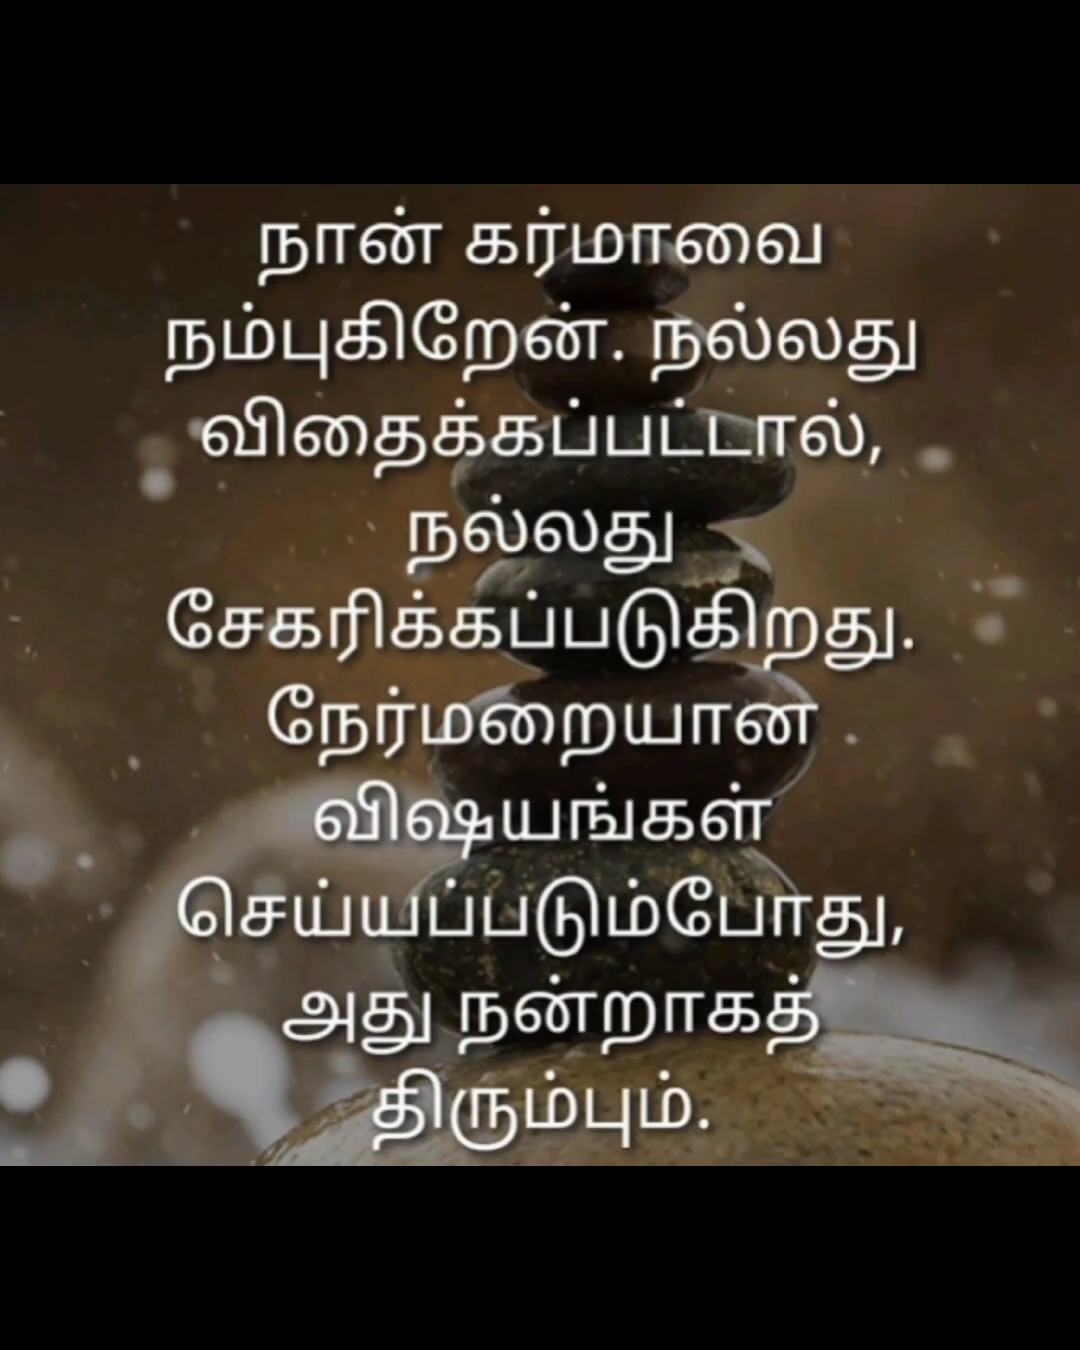 நான் கர்மாவை
நம்புகிறேன். நல்லது
விதைக்கப்பட்டால்,
நல்லது
சேகரிக்கப்படுகிறது.
நேர்மறையான
விஷயங்கள்
செய்யப்படும்போது,
அது நன்றாகத்
திரும்பும்.